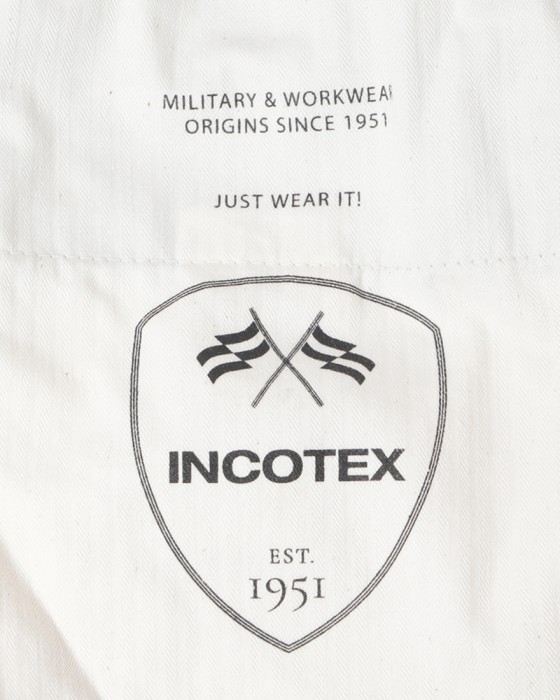 MILITARY & WORKWEAR
ORIGINS SINCE 1951
JUST WEAR IT!
INCOTEX
EST.
1951